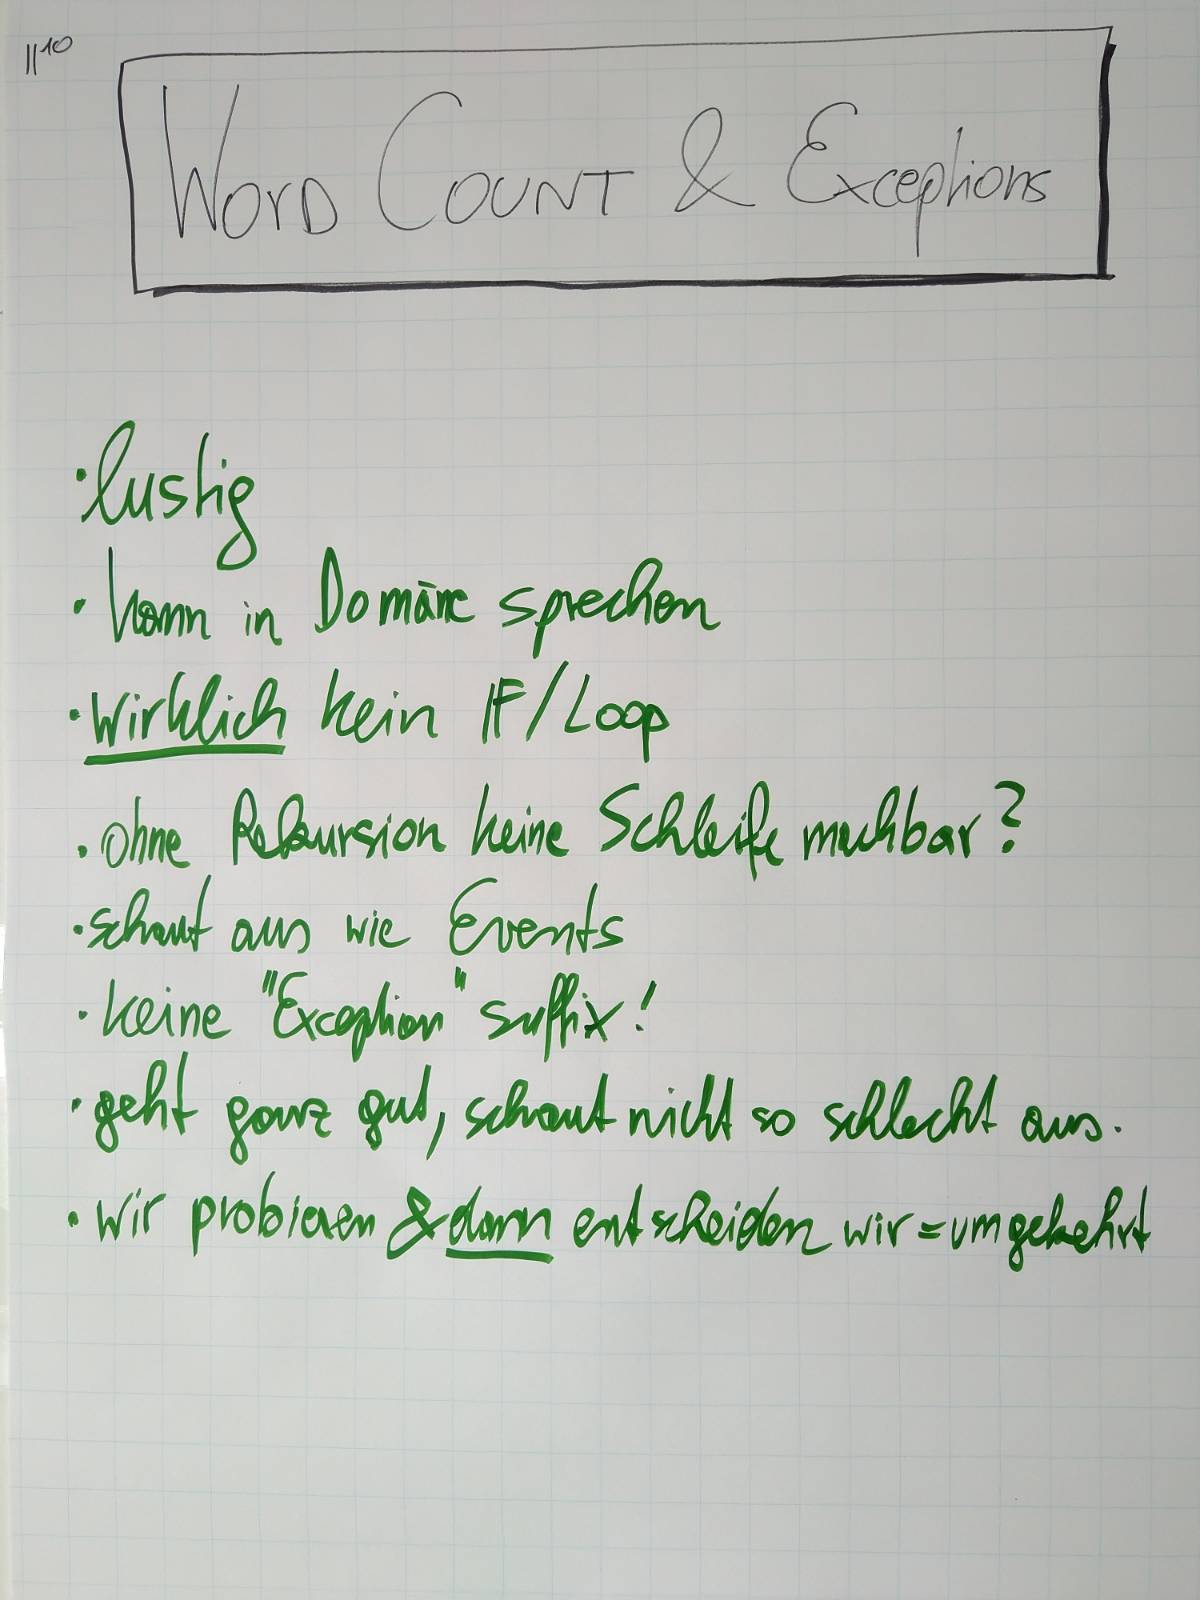 11¹⁰
WORD COUNT & Exceptions
· lustig
· kann in Domäne sprechen
· wirklich kein IF/Loop
· ohne Rekursion keine Schleife machbar?
· schaut aus wie Events
· keine "Exception" suffix!
· geht ganz gut, schaut nicht so schlecht aus.
· wir probieren & dann entscheiden wir = umgekehrt